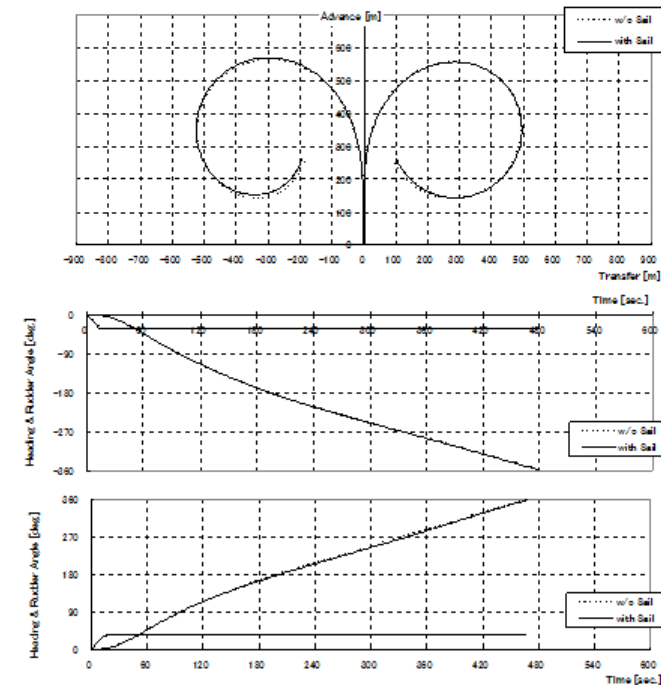 Advance [m]
w/o Sail
with Sail
600
500
400
300
200
100
0
-900 -800 -700 -600 -500 -400 -300 -200 -100 0 100 200 300 400 500 600 700 800 900
Transfer [m]
Time [sec.]
Heading & Rudder Angle [deg.]
0
0 60 120 180 240 300 360 420 480 540 600
-90
-180
-270
-360
w/o Sail
with Sail
Heading & Rudder Angle [deg.]
360
270
180
90
0
w/o Sail
with Sail
0 60 120 180 240 300 360 420 480 540 600
Time [sec.]